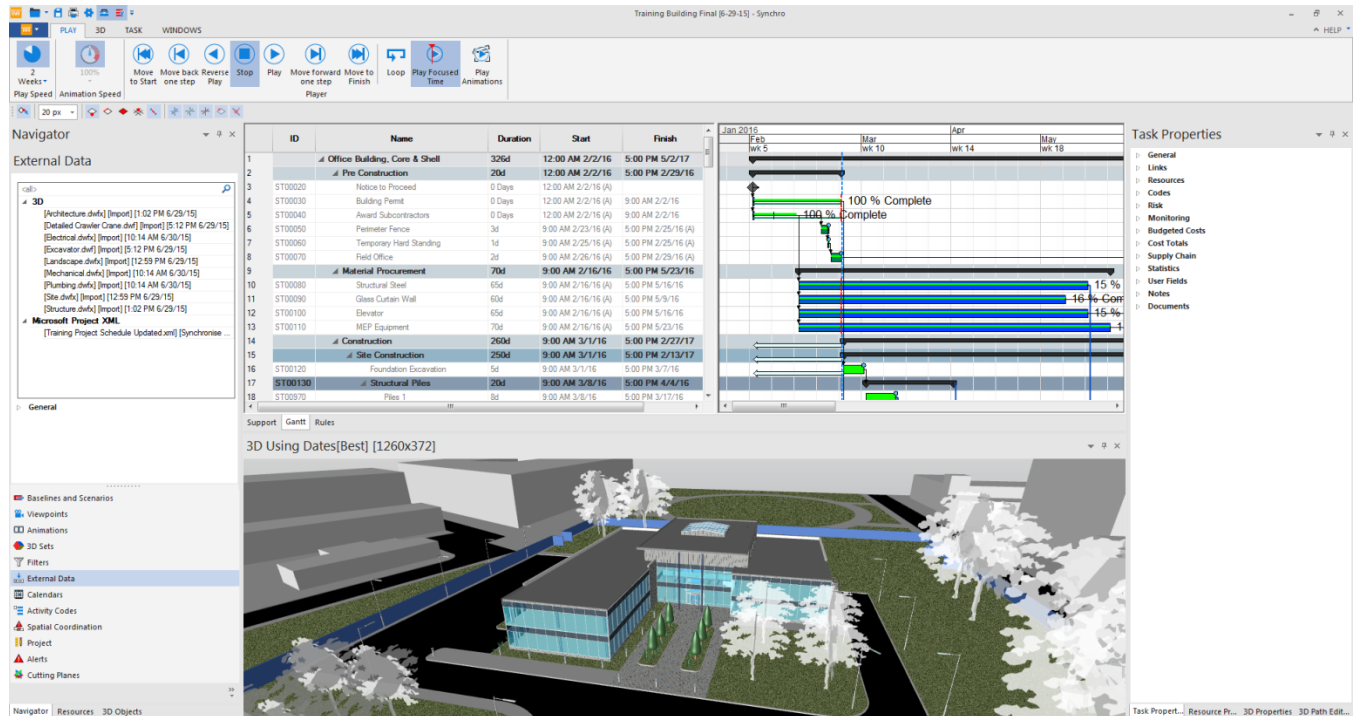 Training Building Final [6-29-15] - Synchro
PLAY 3D TASK WINDOWS
HELP
2 Weeks
100%
Move to Start
Move back one step
Reverse Play
Stop
Play
Move forward one step
Move to Finish
Loop
Play Focused Time
Play Animations
Play Speed Animation Speed Player
20 px
Navigator
External Data
<all>
3D
[Architecture.dwfx] [Import] [1:02 PM 6/29/15]
[Detailed Crawler Crane.dwf] [Import] [5:12 PM 6/29/15]
[Electrical.dwfx] [Import] [10:14 AM 6/30/15]
[Excavator.dwf] [Import] [5:12 PM 6/29/15]
[Landscape.dwfx] [Import] [12:59 PM 6/29/15]
[Mechanical.dwfx] [Import] [10:14 AM 6/30/15]
[Plumbing.dwfx] [Import] [10:14 AM 6/30/15]
[Site.dwfx] [Import] [12:59 PM 6/29/15]
[Structure.dwfx] [Import] [1:02 PM 6/29/15]
Microsoft Project XML
[Training Project Schedule Updated.xml] [Synchronise ...
General
Baselines and Scenarios
Viewpoints
Animations
3D Sets
Filters
External Data
Calendars
Activity Codes
Spatial Coordination
Project
Alerts
Cutting Planes
Navigator Resources 3D Objects
ID Name Duration Start Finish
1 Office Building, Core & Shell 326d 12:00 AM 2/2/16 5:00 PM 5/2/17
2 Pre Construction 20d 12:00 AM 2/2/16 5:00 PM 2/29/16
3 ST00020 Notice to Proceed 0 Days 12:00 AM 2/2/16 (A)
4 ST00030 Building Permit 0 Days 12:00 AM 2/2/16 (A) 9:00 AM 2/2/16
5 ST00040 Award Subcontractors 0 Days 12:00 AM 2/2/16 (A) 9:00 AM 2/2/16
6 ST00050 Perimeter Fence 3d 9:00 AM 2/23/16 (A) 5:00 PM 2/25/16 (A)
7 ST00060 Temporary Hard Standing 1d 9:00 AM 2/25/16 (A) 5:00 PM 2/25/16 (A)
8 ST00070 Field Office 2d 9:00 AM 2/26/16 (A) 5:00 PM 2/29/16 (A)
9 Material Procurement 70d 9:00 AM 2/16/16 5:00 PM 5/23/16
10 ST00080 Structural Steel 65d 9:00 AM 2/16/16 (A) 5:00 PM 5/16/16
11 ST00090 Glass Curtain Wall 60d 9:00 AM 2/16/16 (A) 5:00 PM 5/9/16
12 ST00100 Elevator 65d 9:00 AM 2/16/16 (A) 5:00 PM 5/16/16
13 ST00110 MEP Equipment 70d 9:00 AM 2/16/16 (A) 5:00 PM 5/23/16
14 Construction 260d 9:00 AM 3/1/16 5:00 PM 2/27/17
15 Site Construction 250d 9:00 AM 3/1/16 5:00 PM 2/13/17
16 ST00120 Foundation Excavation 5d 9:00 AM 3/1/16 5:00 PM 3/7/16
17 ST00130 Structural Piles 20d 9:00 AM 3/8/16 5:00 PM 4/4/16
18 ST00970 Piles 1 8d 9:00 AM 3/8/16 5:00 PM 3/17/16
Support Gantt Rules
Jan 2016 Apr
Feb Mar May
wk 5 wk 10 wk 14 wk 18
100 % Complete
100 % Complete
15 %
16 % Com
15 %
1
3D Using Dates[Best] [1260x372]
Task Properties
General
Links
Resources
Codes
Risk
Monitoring
Budgeted Costs
Cost Totals
Supply Chain
Statistics
User Fields
Notes
Documents
Task Propert... Resource Pr... 3D Properties 3D Path Edit...